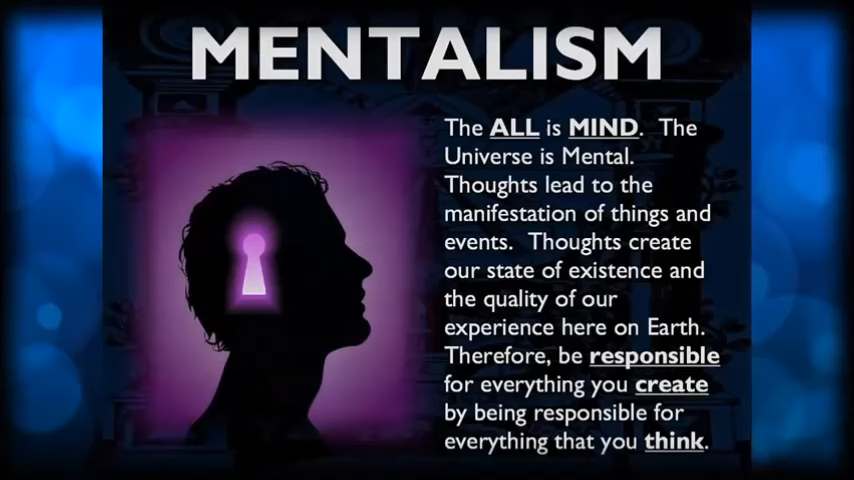 MENTALISM
The ALL is MIND.  The
Universe is Mental.
Thoughts lead to the
manifestation of things and
events.  Thoughts create
our state of existence and
the quality of our
experience here on Earth.
Therefore, be responsible
for everything you create
by being responsible for
everything that you think.